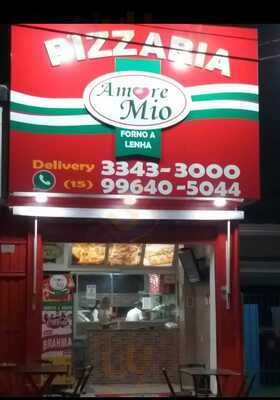 PIZZARIA
Amore
Mio
FORNO A
LENHA
Delivery 3343-3000
(15) 99640-5044
BRAHMA